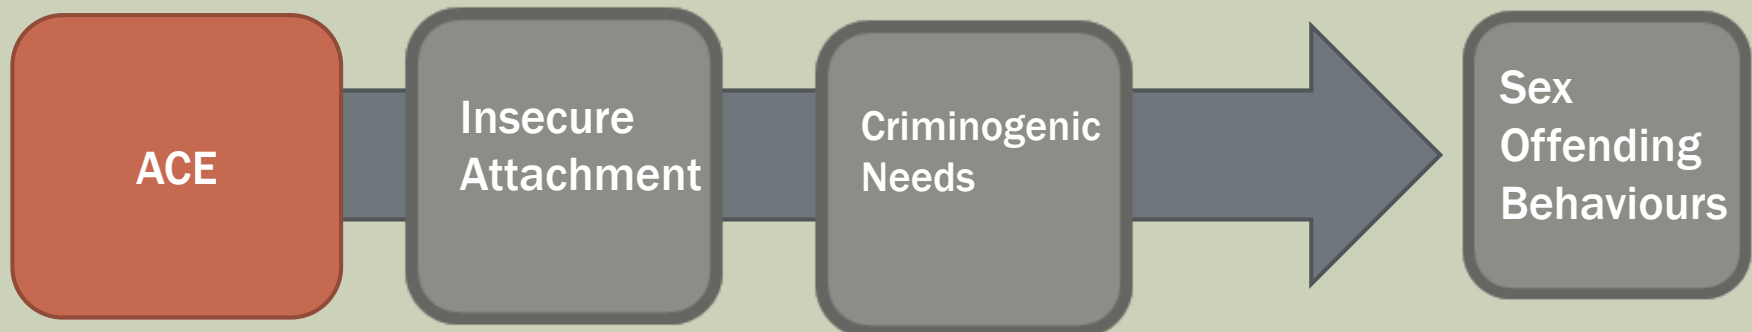 ACE
Insecure
Attachment
Criminogenic
Needs
Sex
Offending
Behaviours